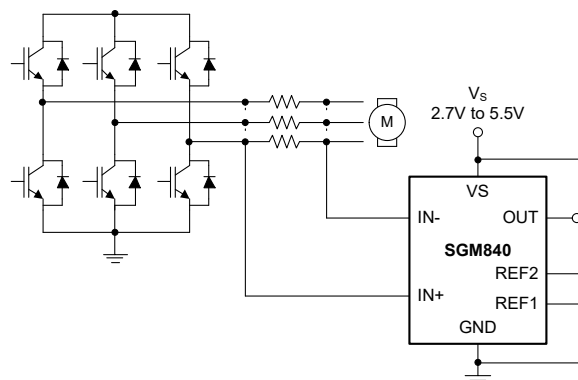 M
VS
2.7V to 5.5V
VS
IN-
OUT
SGM840
REF2
IN+
REF1
GND